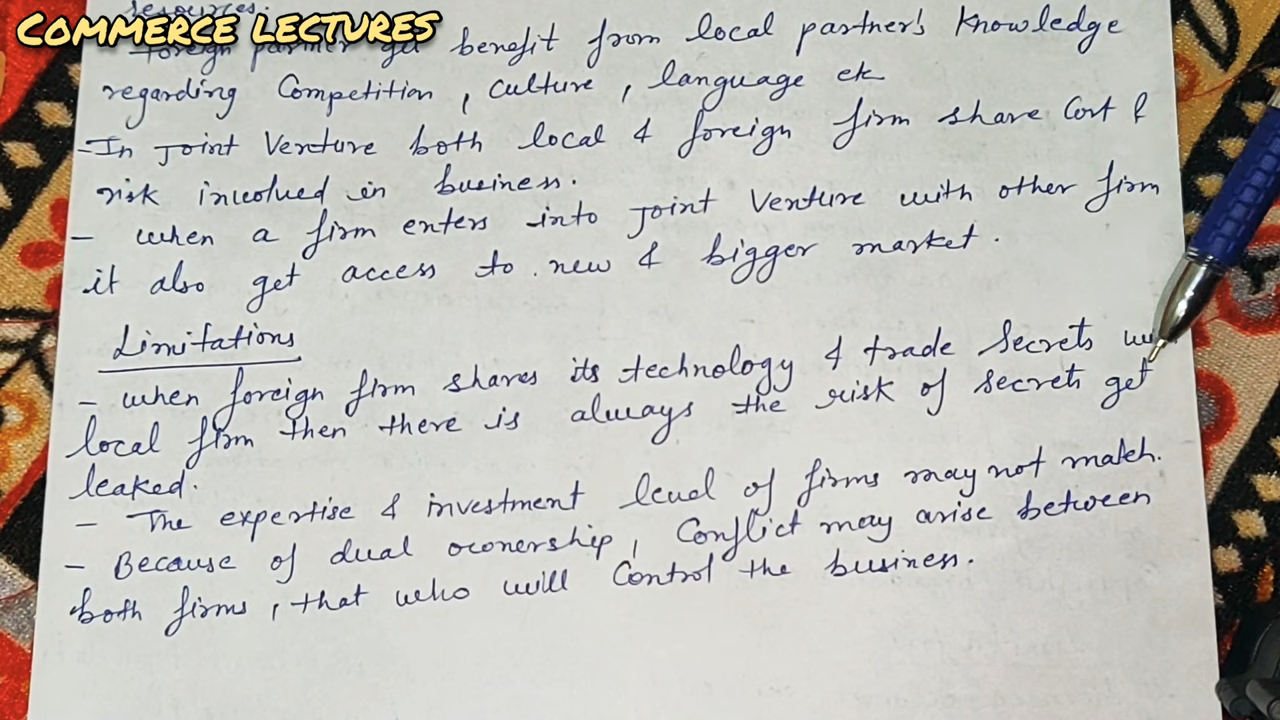 resources.
COMMERCE LECTURES
- foreign partner get benefit from local partner's knowledge
regarding Competition, culture, language etc
- In Joint Venture both local & foreign firm share Cost &
risk involved in business.
- when a firm enters into Joint Venture with other firm
it also get access to new & bigger market.
Limitations
- when foreign firm shares its technology & trade secrets
local firm then there is always the risk of secrets get
leaked.
- The expertise & investment level of firms may not match.
- Because of dual ownership, Conflict may arise between
both firms, that who will Control the business.